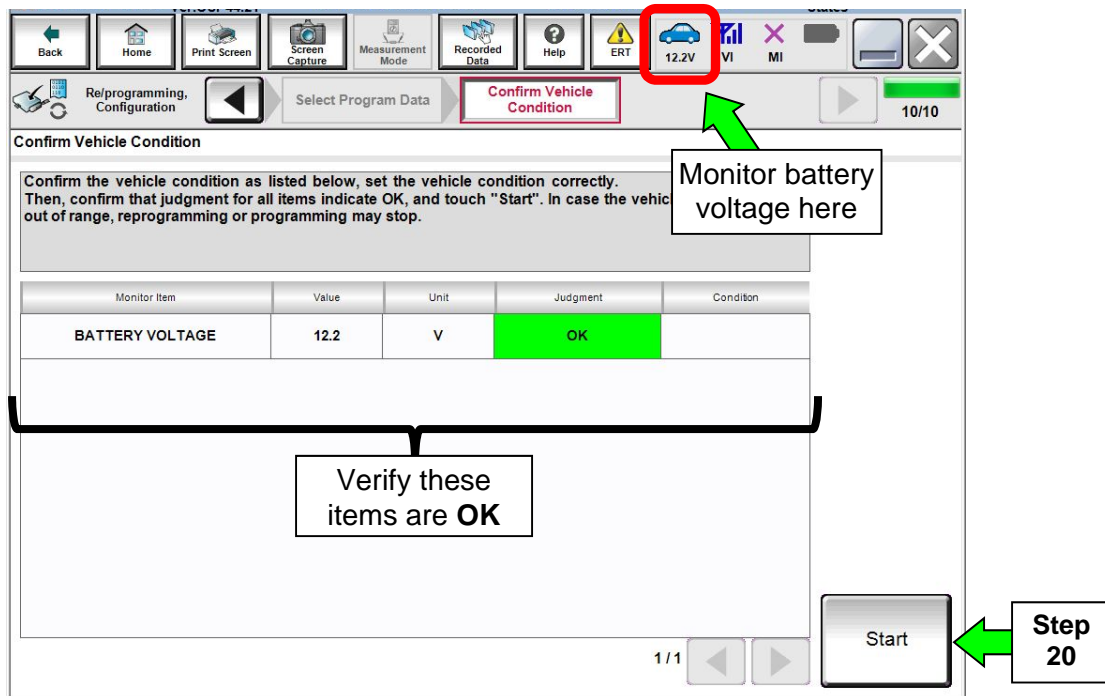 Back
Home
Print Screen
Screen
Capture
Measurement
Mode
Recorded
Data
Help
ERT
12.2V
VI
MI
Re/programming,
Configuration
Select Program Data
Confirm Vehicle
Condition
10/10
Confirm Vehicle Condition
Confirm the vehicle condition as listed below, set the vehicle condition correctly.
Then, confirm that judgment for all items indicate OK, and touch "Start". In case the
out of range, reprogramming or programming may stop.
Monitor battery
voltage here
Monitor Item Value Unit Judgment Condition
BATTERY VOLTAGE 12.2 V OK
Verify these
items are OK
1/1
Start
Step
20